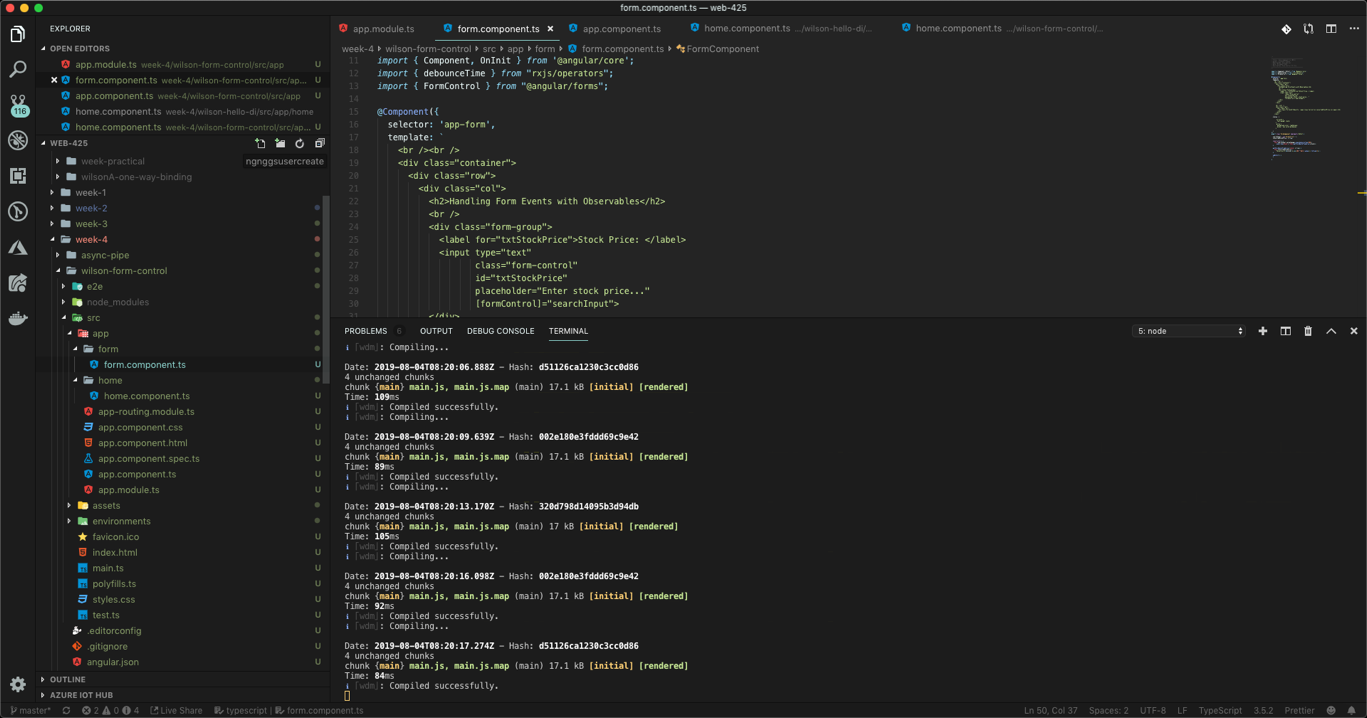 form.component.ts — web-425
EXPLORER
OPEN EDITORS
app.module.ts week-4/wilson-form-control/src/app U
form.component.ts week-4/wilson-form-control/src/ap... U
app.component.ts week-4/wilson-form-control/src/app U
home.component.ts week-4/wilson-hello-di/src/app/home
home.component.ts week-4/wilson-form-control/src/ap... U
116
WEB-425
week-practical
ngnggsusercreate
wilsonA-one-way-binding
week-1
week-2
week-3
week-4
async-pipe
wilson-form-control
e2e
node_modules
src
app
form
form.component.ts U
home
home.component.ts U
app-routing.module.ts U
app.component.css U
app.component.html U
app.component.spec.ts U
app.component.ts U
app.module.ts U
assets
environments
favicon.ico U
index.html U
main.ts U
polyfills.ts U
styles.css U
test.ts U
.editorconfig U
.gitignore U
angular.json U
OUTLINE
AZURE IOT HUB
app.module.ts form.component.ts app.component.ts home.component.ts .../wilson-hello-di/... home.component.ts .../wilson-form-control/...
week-4 › wilson-form-control › src › app › form › form.component.ts › FormComponent
11 import { Component, OnInit } from '@angular/core';
12 import { debounceTime } from "rxjs/operators";
13 import { FormControl } from "@angular/forms";
14
15 @Component({
16 selector: 'app-form',
17 template: `
18 <br /><br />
19 <div class="container">
20 <div class="row">
21 <div class="col">
22 <h2>Handling Form Events with Observables</h2>
23 <br />
24 <div class="form-group">
25 <label for="txtStockPrice">Stock Price: </label>
26 <input type="text"
27 class="form-control"
28 id="txtStockPrice"
29 placeholder="Enter stock price..."
30 [formControl]="searchInput">
31 </div>
PROBLEMS 6 OUTPUT DEBUG CONSOLE TERMINAL 5: node
i ｢wdm｣: Compiling...
Date: 2019-08-04T08:20:06.888Z - Hash: d51126ca1230c3cc0d86
4 unchanged chunks
chunk {main} main.js, main.js.map (main) 17.1 kB [initial] [rendered]
Time: 109ms
i ｢wdm｣: Compiled successfully.
i ｢wdm｣: Compiling...
Date: 2019-08-04T08:20:09.639Z - Hash: 002e180e3fddd69c9e42
4 unchanged chunks
chunk {main} main.js, main.js.map (main) 17.1 kB [initial] [rendered]
Time: 89ms
i ｢wdm｣: Compiled successfully.
i ｢wdm｣: Compiling...
Date: 2019-08-04T08:20:13.170Z - Hash: 320d798d14095b3d94db
4 unchanged chunks
chunk {main} main.js, main.js.map (main) 17 kB [initial] [rendered]
Time: 105ms
i ｢wdm｣: Compiled successfully.
i ｢wdm｣: Compiling...
Date: 2019-08-04T08:20:16.098Z - Hash: 002e180e3fddd69c9e42
4 unchanged chunks
chunk {main} main.js, main.js.map (main) 17.1 kB [initial] [rendered]
Time: 92ms
i ｢wdm｣: Compiled successfully.
i ｢wdm｣: Compiling...
Date: 2019-08-04T08:20:17.274Z - Hash: d51126ca1230c3cc0d86
4 unchanged chunks
chunk {main} main.js, main.js.map (main) 17.1 kB [initial] [rendered]
Time: 84ms
i ｢wdm｣: Compiled successfully.
master* 2 0 4 Live Share typescript | form.component.ts Ln 50, Col 37 Spaces: 2 UTF-8 LF TypeScript 3.5.2 Prettier